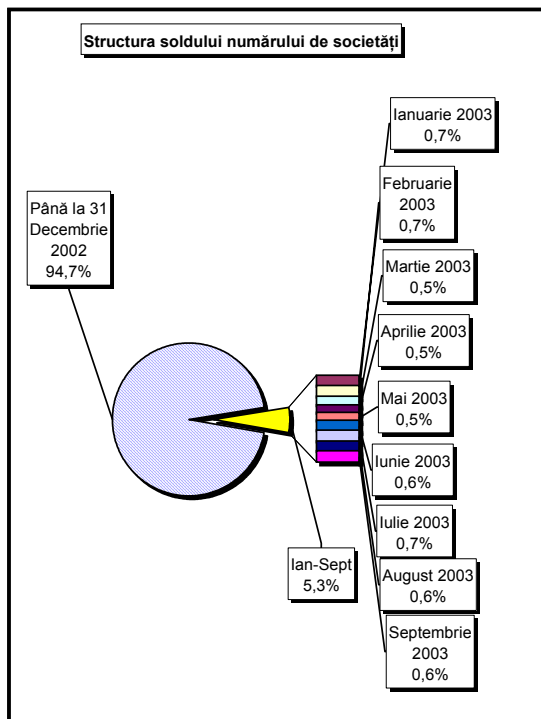 Structura soldului numărului de societăți
Ianuarie 2003
0,7%
Februarie
2003
0,7%
Până la 31
Decembrie
2002
94,7%
Martie 2003
0,5%
Aprilie 2003
0,5%
Mai 2003
0,5%
Iunie 2003
0,6%
Iulie 2003
0,7%
Ian-Sept
5,3%
August 2003
0,6%
Septembrie
2003
0,6%